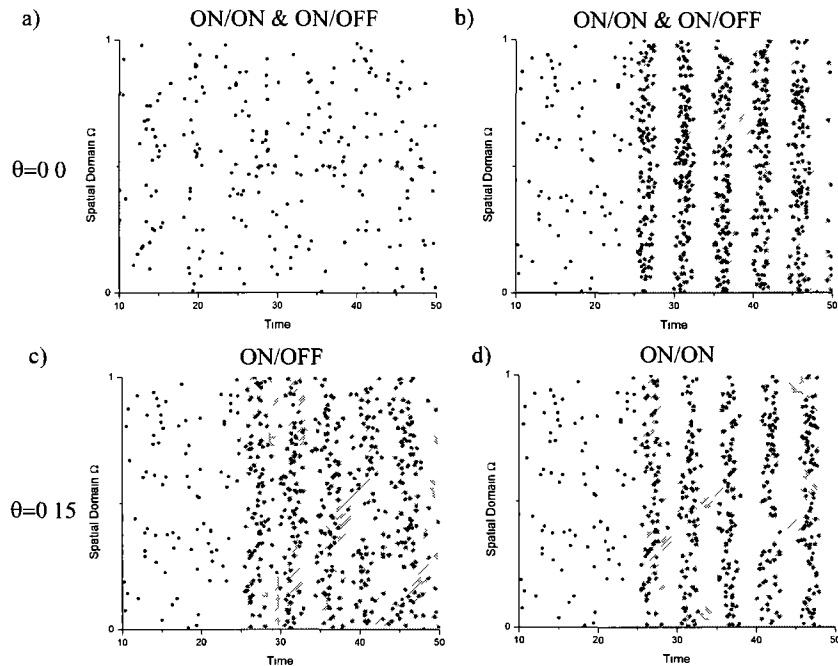 a) ON/ON & ON/OFF b) ON/ON & ON/OFF
1 1
θ=0 0 Spatial Domain Ω Spatial Domain Ω
0 0
10 20 30 40 50 10 20 30 40 50
Time Time
c) ON/OFF d) ON/ON
1 1
θ=0 15 Spatial Domain Ω Spatial Domain Ω
0 0
10 20 30 40 50 10 20 30 40 50
Time Time